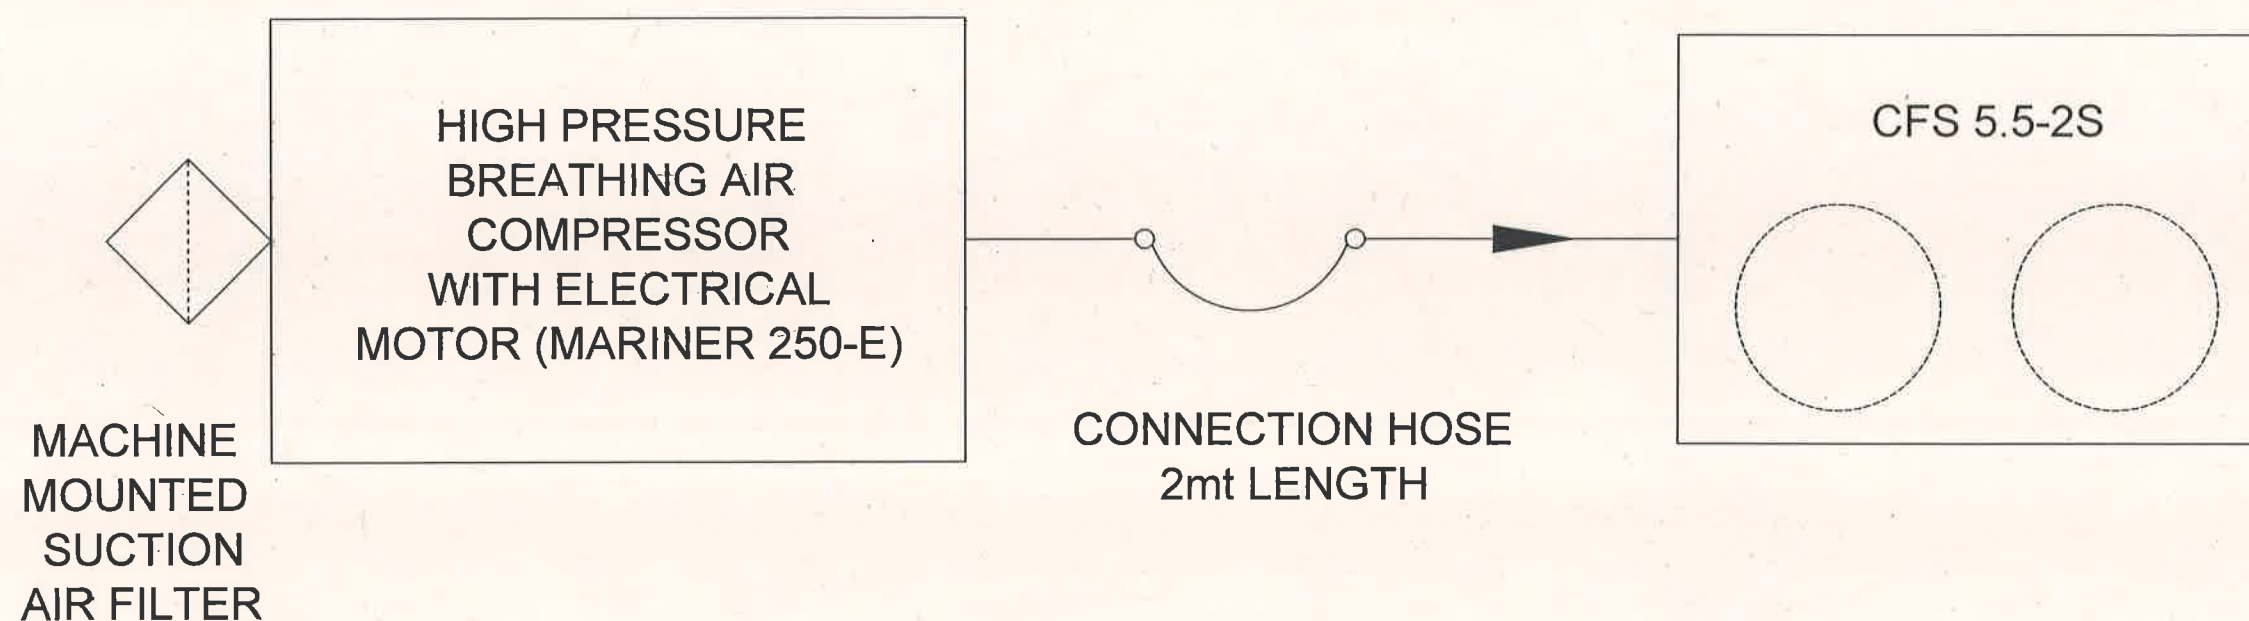 HIGH PRESSURE
BREATHING AIR
COMPRESSOR
WITH ELECTRICAL
MOTOR (MARINER 250-E)
CFS 5.5-2S
MACHINE
MOUNTED
SUCTION
AIR FILTER
CONNECTION HOSE
2mt LENGTH